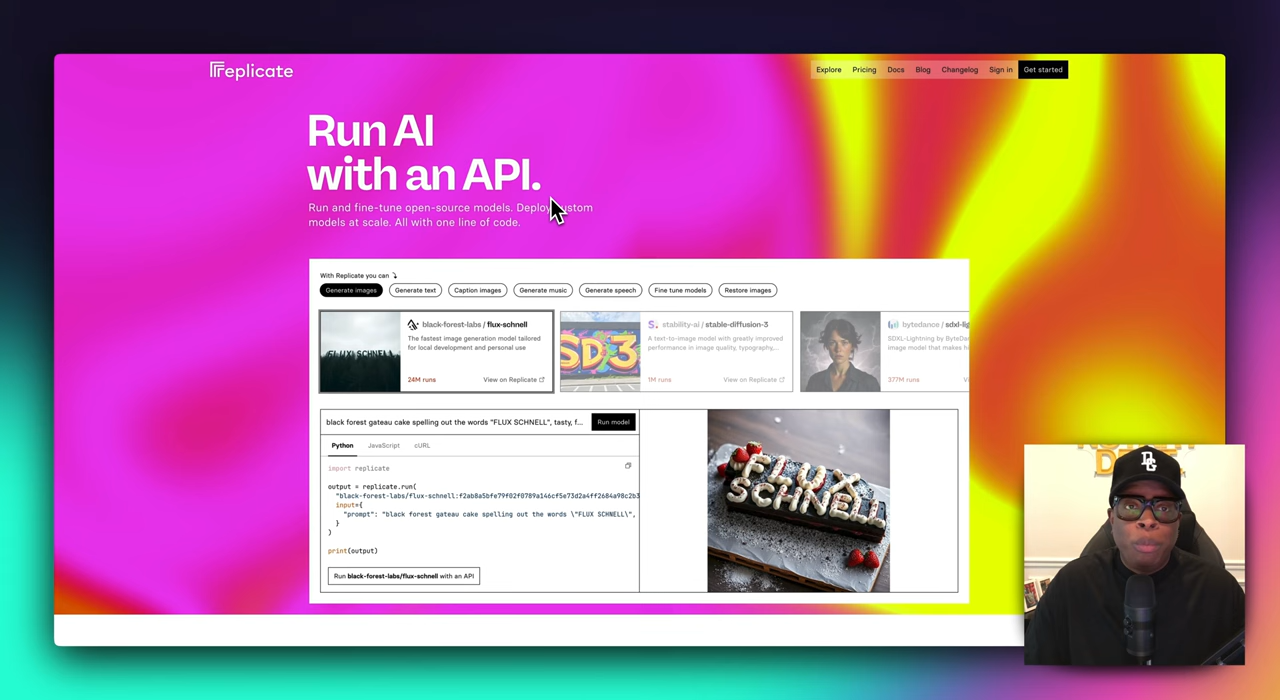 replicate
Explore Pricing Docs Blog Changelog Sign in Get started
Run AI
with an API.
Run and fine-tune open-source models. Deploy custom
models at scale. All with one line of code.
With Replicate you can
Generate images Generate text Caption images Generate music Generate speech Fine tune models Restore images
FLUX SCHNELL
black-forest-labs / flux-schnell
The fastest image generation model tailored
for local development and personal use
24M runs View on Replicate
SD3
stability-ai / stable-diffusion-3
A text-to-image model with greatly improved
performance in image quality, typography,...
1M runs View on Replicate
bytedance / sdxl-lig
SDXL-Lightning by ByteDan
image model that makes h
377M runs Vi
black forest gateau cake spelling out the words "FLUX SCHNELL", tasty, f... Run model
Python JavaScript cURL
import replicate
output = replicate.run(
"black-forest-labs/flux-schnell:f2ab8a5bfe79f02f0789a146cf5e73d2a4ff2684a98c2b3
input={
"prompt": "black forest gateau cake spelling out the words \"FLUX SCHNELL\",
}
)
print(output)
Run black-forest-labs/flux-schnell with an API
FLUX
SCHNELL